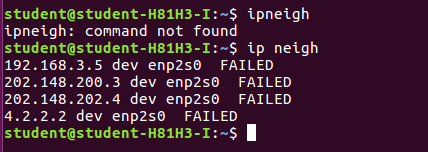 student@student-H81H3-I:~$ ipneigh
ipneigh: command not found
student@student-H81H3-I:~$ ip neigh
192.168.3.5 dev enp2s0  FAILED
202.148.200.3 dev enp2s0  FAILED
202.148.202.4 dev enp2s0  FAILED
4.2.2.2 dev enp2s0  FAILED
student@student-H81H3-I:~$